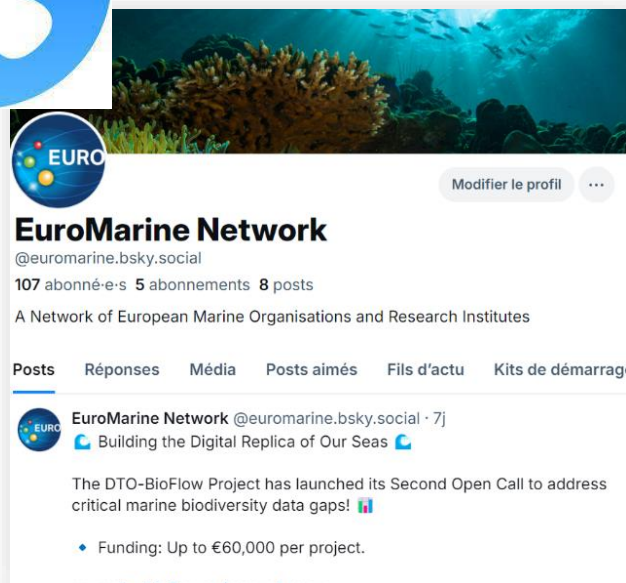 EURO
Modifier le profil ...
EuroMarine Network
@euromarine.bsky.social
107 abonné·e·s 5 abonnements 8 posts
A Network of European Marine Organisations and Research Institutes
Posts Réponses Média Posts aimés Fils d'actu Kits de démarrage
EURO
EuroMarine Network @euromarine.bsky.social · 7j
🌊 Building the Digital Replica of Our Seas 🌊
The DTO-BioFlow Project has launched its Second Open Call to address
critical marine biodiversity data gaps! 📊
🔹 Funding: Up to €60,000 per project.